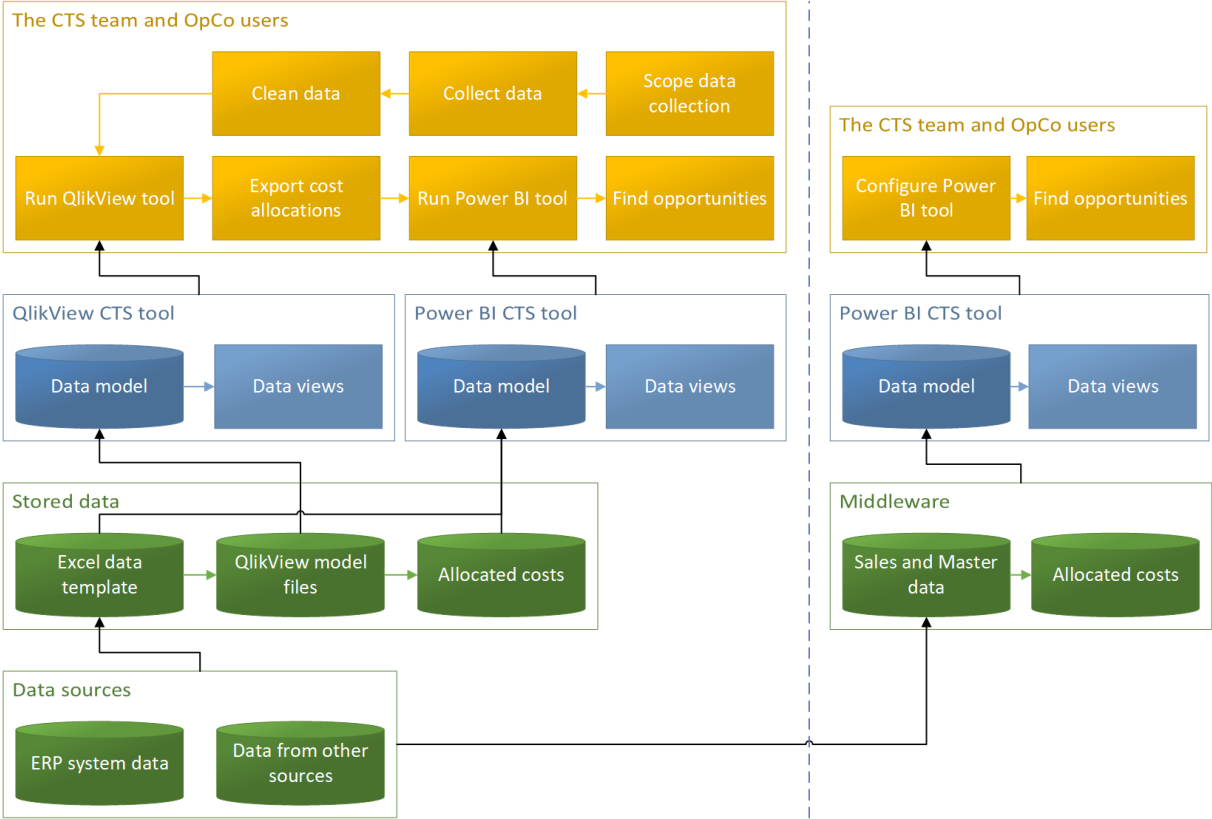 The CTS team and OpCo users
Clean data
Collect data
Scope data
collection
Run QlikView tool
Export cost
allocations
Run Power BI tool
Find opportunities
QlikView CTS tool
Data model
Data views
Power BI CTS tool
Data model
Data views
Stored data
Excel data
template
QlikView model
files
Allocated costs
Data sources
ERP system data
Data from other
sources
The CTS team and OpCo users
Configure Power
BI tool
Find opportunities
Power BI CTS tool
Data model
Data views
Middleware
Sales and Master
data
Allocated costs